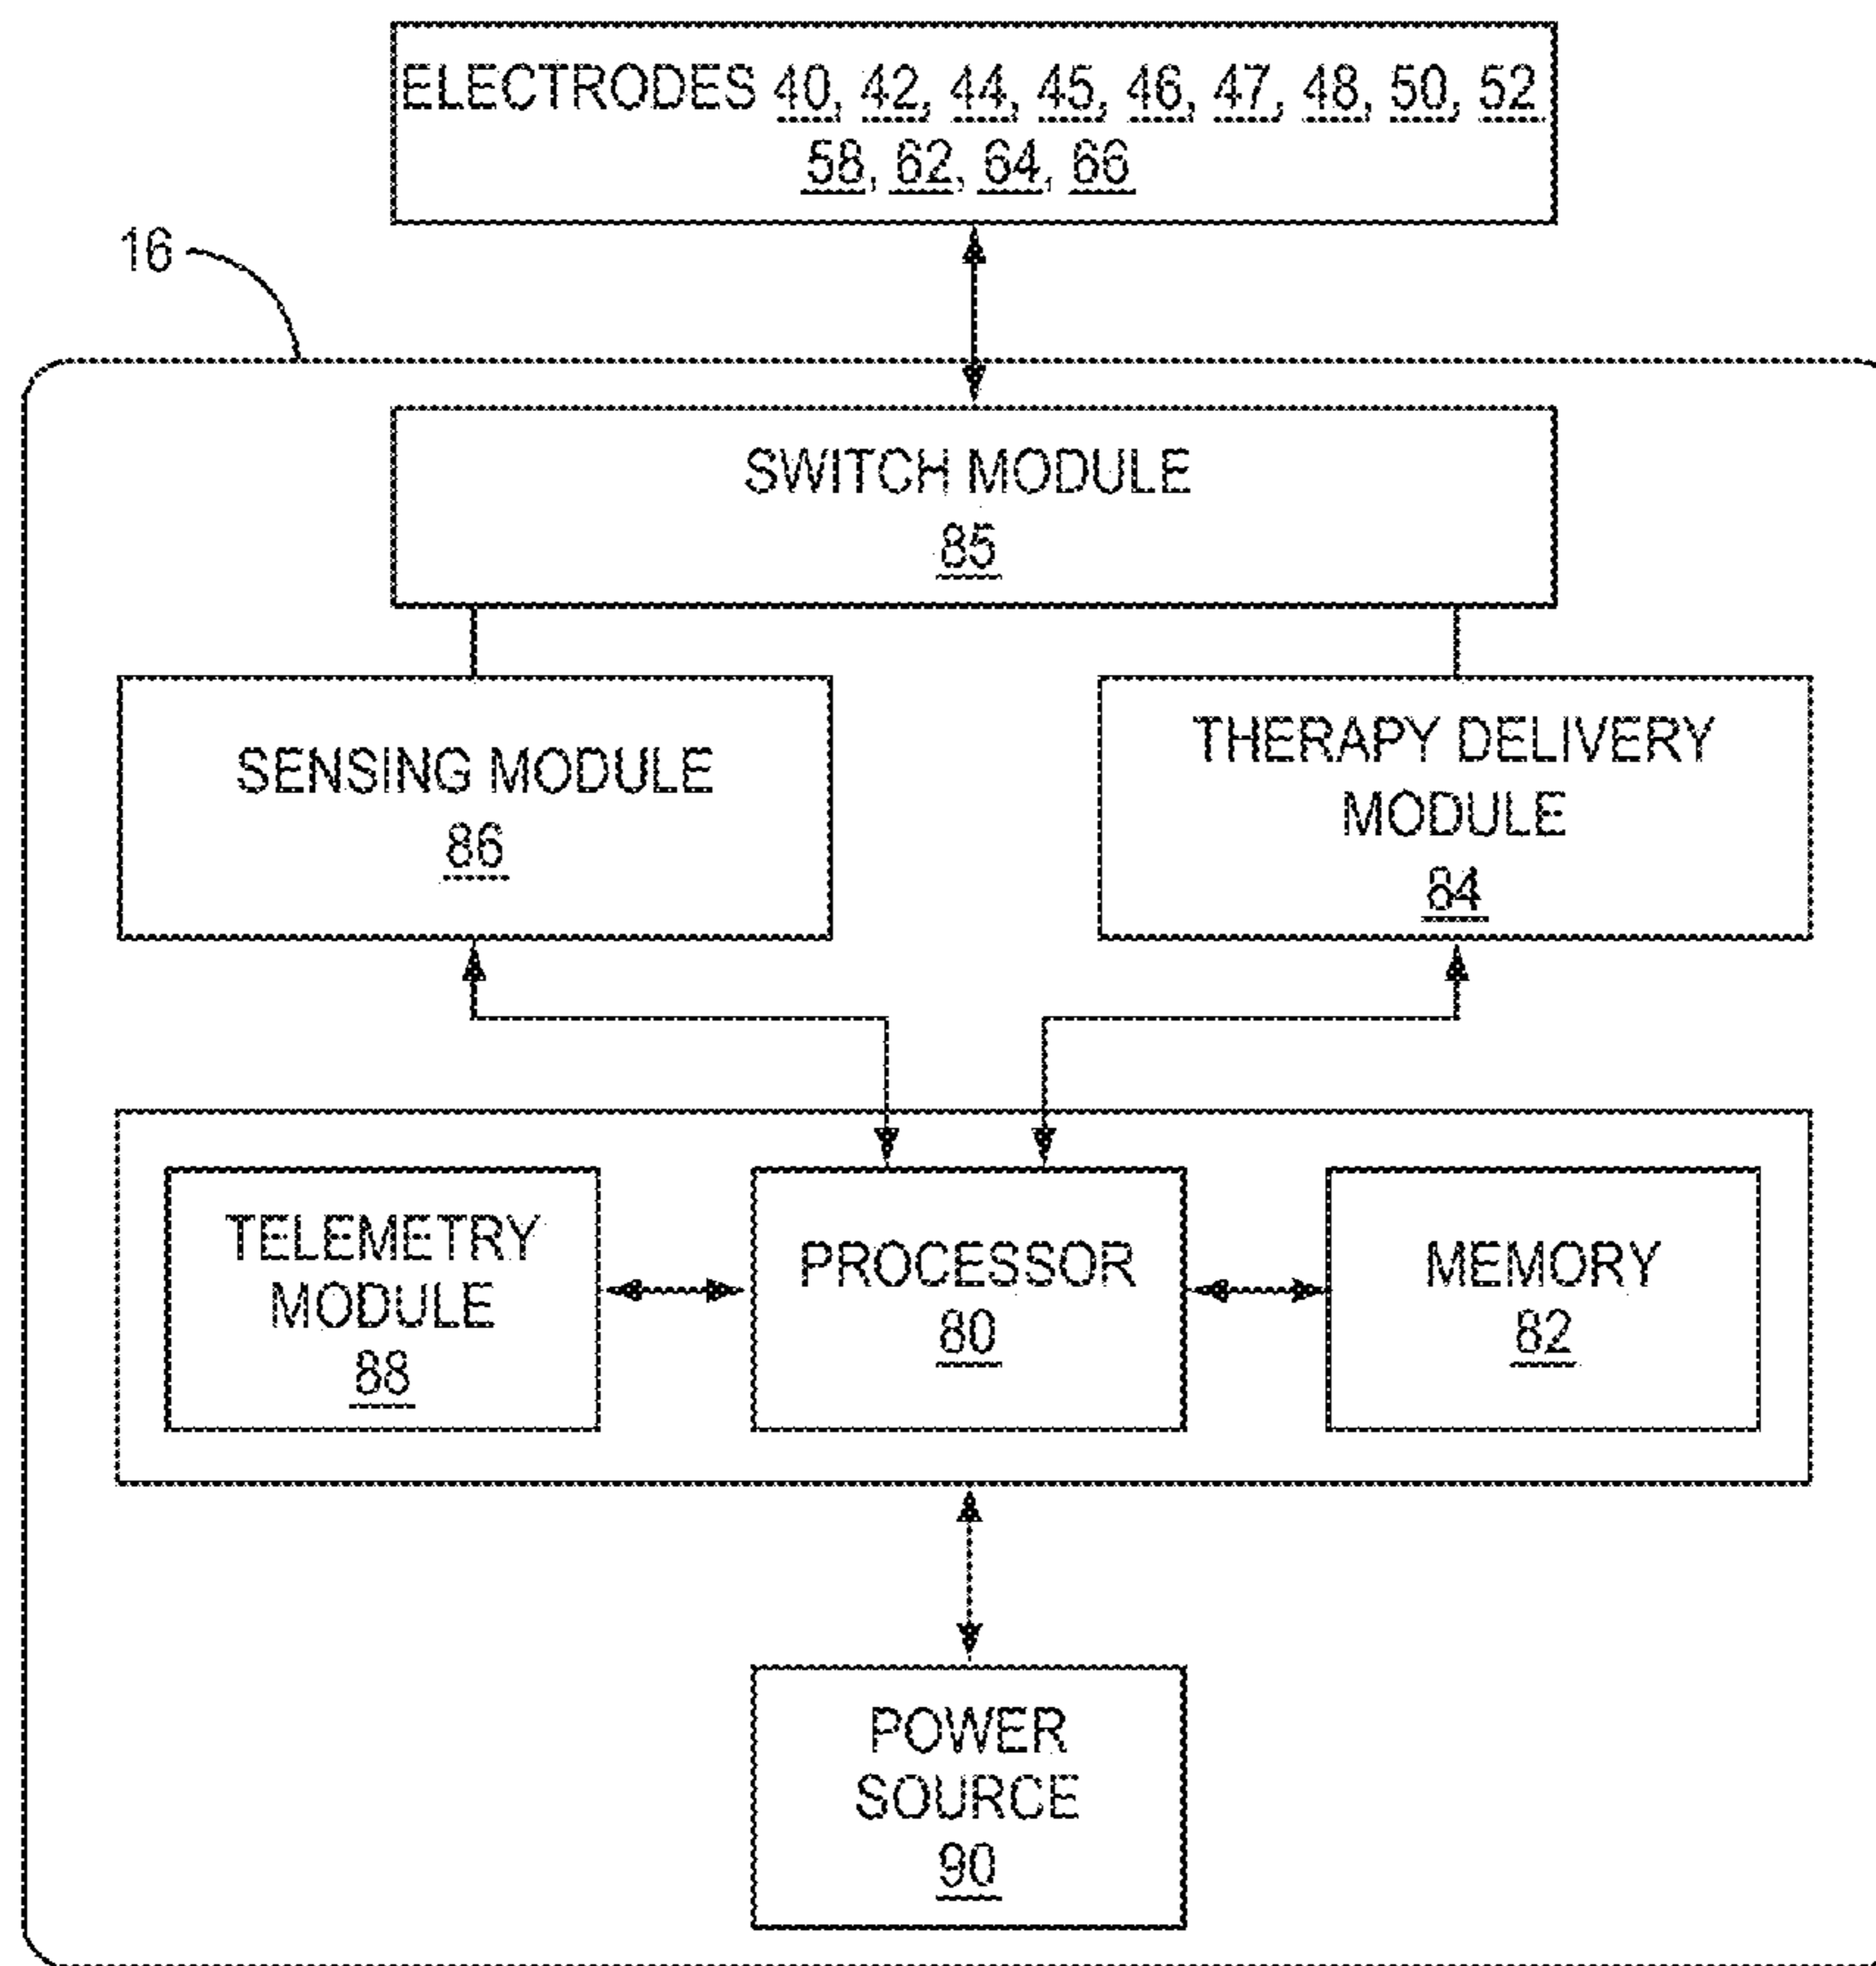 ELECTRODES 40, 42, 44, 45, 46, 47, 48, 50, 52
58, 62, 64, 66
16
SWITCH MODULE
85
SENSING MODULE
86
THERAPY DELIVERY
MODULE
84
TELEMETRY
MODULE
88
PROCESSOR
80
MEMORY
82
POWER
SOURCE
90